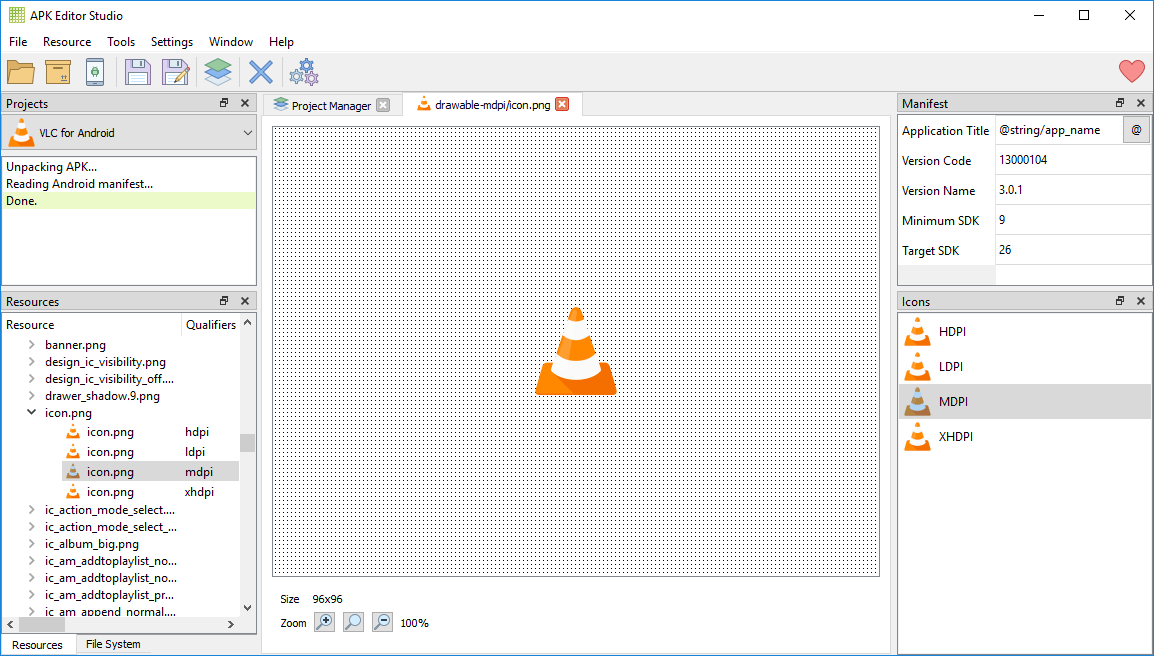 APK Editor Studio
File Resource Tools Settings Window Help
Projects
VLC for Android
Unpacking APK...
Reading Android manifest...
Done.
Resources
Resource Qualifiers
banner.png
design_ic_visibility.png
design_ic_visibility_off....
drawer_shadow.9.png
icon.png
icon.png hdpi
icon.png ldpi
icon.png mdpi
icon.png xhdpi
ic_action_mode_select....
ic_action_mode_select_...
ic_album_big.png
ic_am_addtoplaylist_no...
ic_am_addtoplaylist_no...
ic_am_addtoplaylist_pr...
ic_am_append_normal....
Resources File System
Project Manager drawable-mdpi/icon.png
Size 96x96
Zoom 100%
Manifest
Application Title @string/app_name @
Version Code 13000104
Version Name 3.0.1
Minimum SDK 9
Target SDK 26
Icons
HDPI
LDPI
MDPI
XHDPI